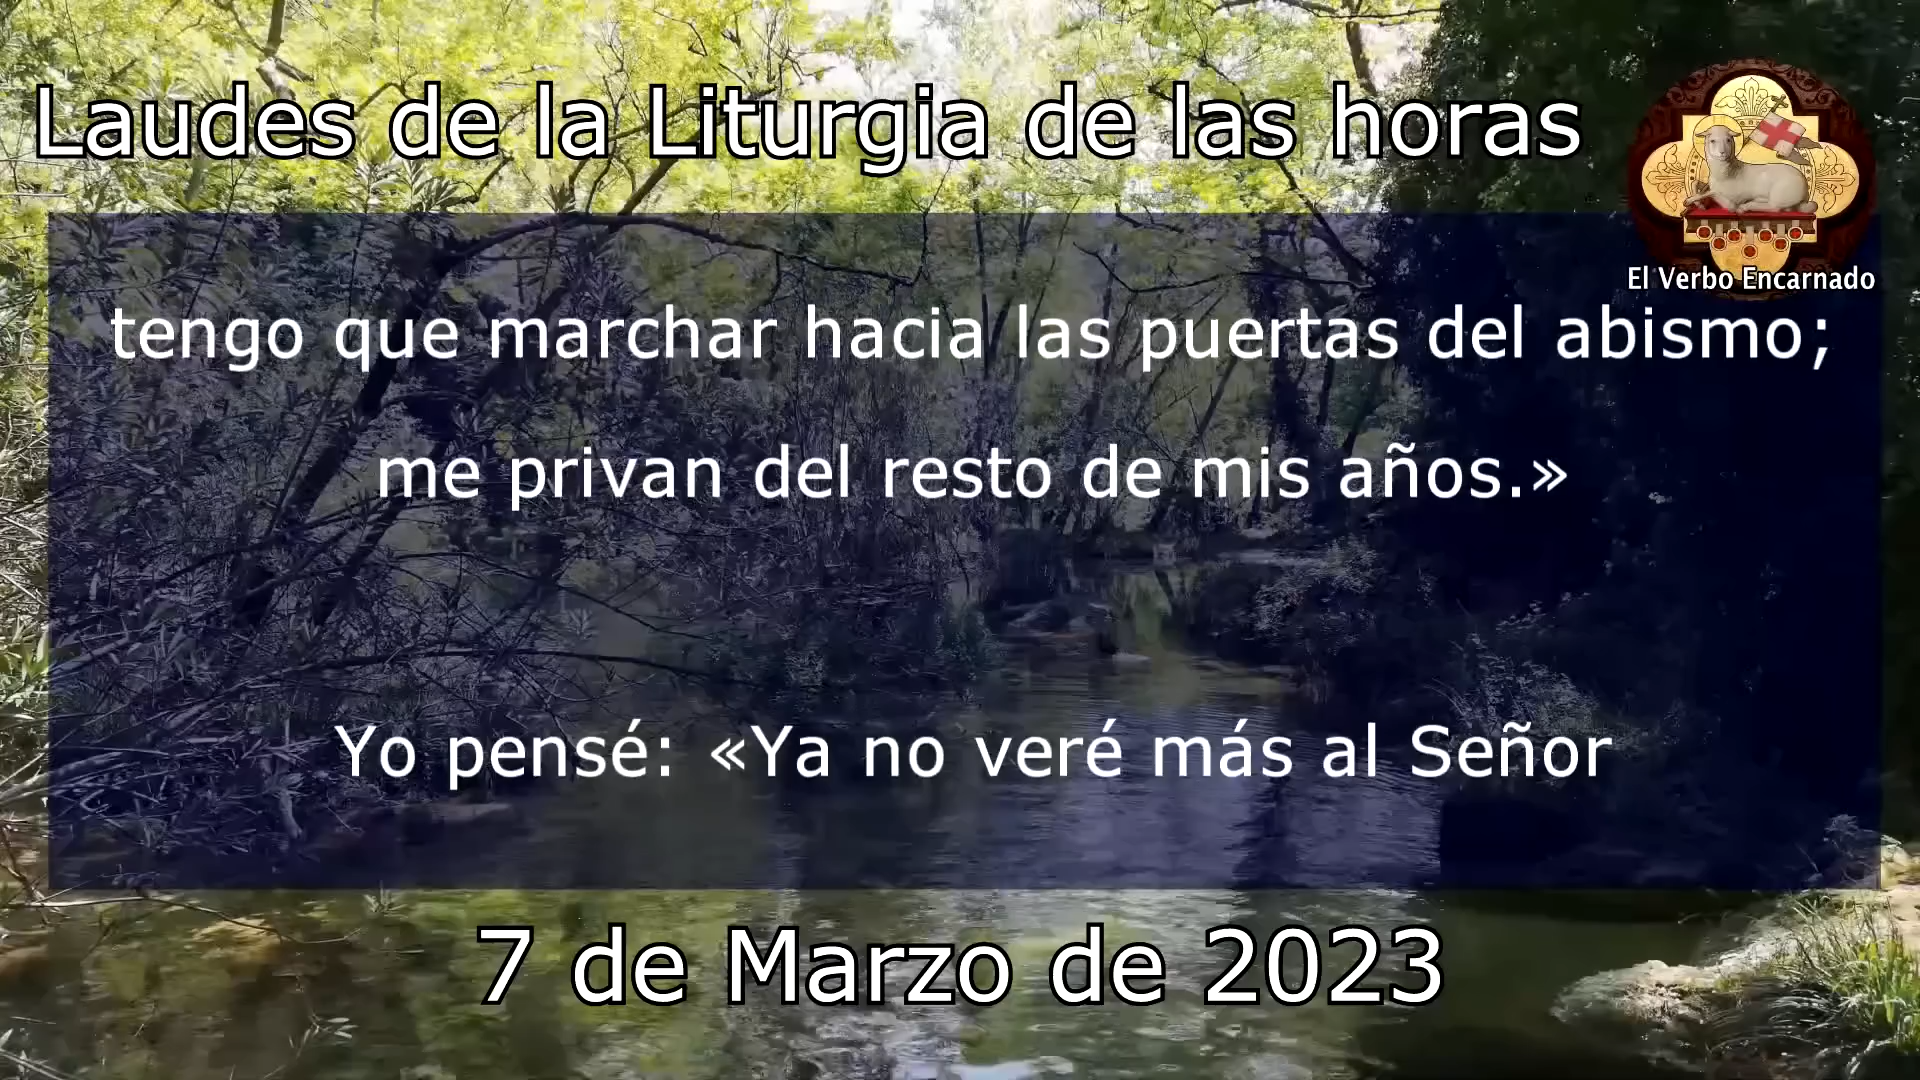 Laudes de la Liturgia de las horas
El Verbo Encarnado
tengo que marchar hacia las puertas del abismo;
me privan del resto de mis años.»
Yo pensé: «Ya no veré más al Señor
7 de Marzo de 2023